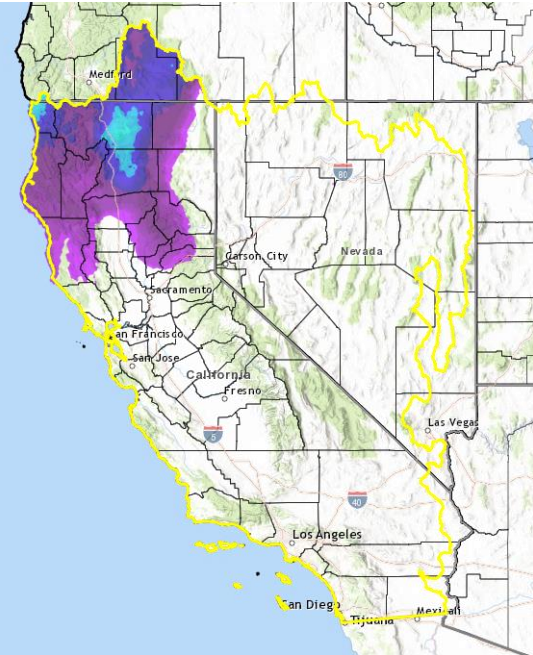 Medford
80
Carson City
Nevada
Sacramento
an Francisco
San Jose
California
Fresno
5
Las Vegas
40
Los Angeles
San Diego
Tijuana
Mexicali